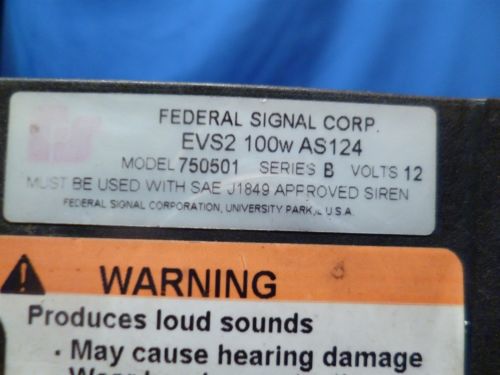 FEDERAL SIGNAL CORP.
EVS2 100w AS124
MODEL 750501 SERIES B VOLTS 12
MUST BE USED WITH SAE J1849 APPROVED SIREN
FEDERAL SIGNAL CORPORATION, UNIVERSITY PARK, IL U.S.A.
WARNING
Produces loud sounds
· May cause hearing damage